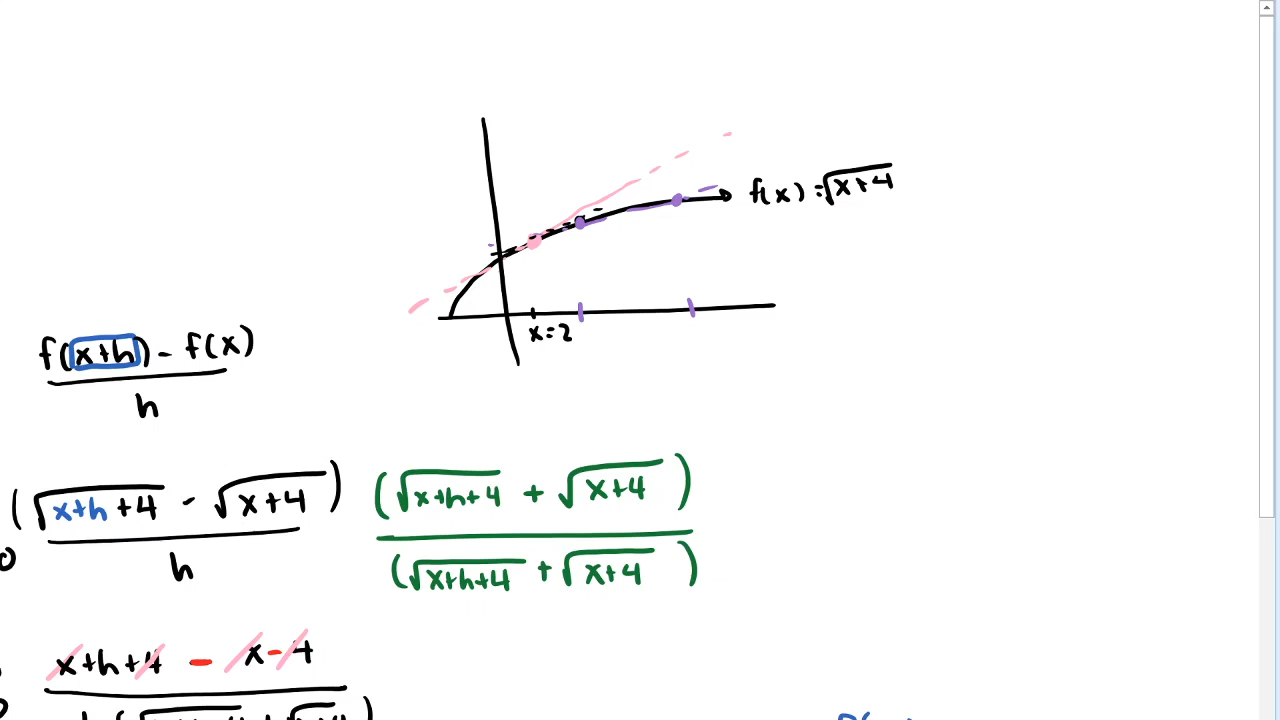 f(x) = √(x+4)
x=2
f(x+h) - f(x)
h
(√(x+h+4) - √(x+4)) (√(x+h+4) + √(x+4))
h (√(x+h+4) + √(x+4))
x+h+4 - x-4